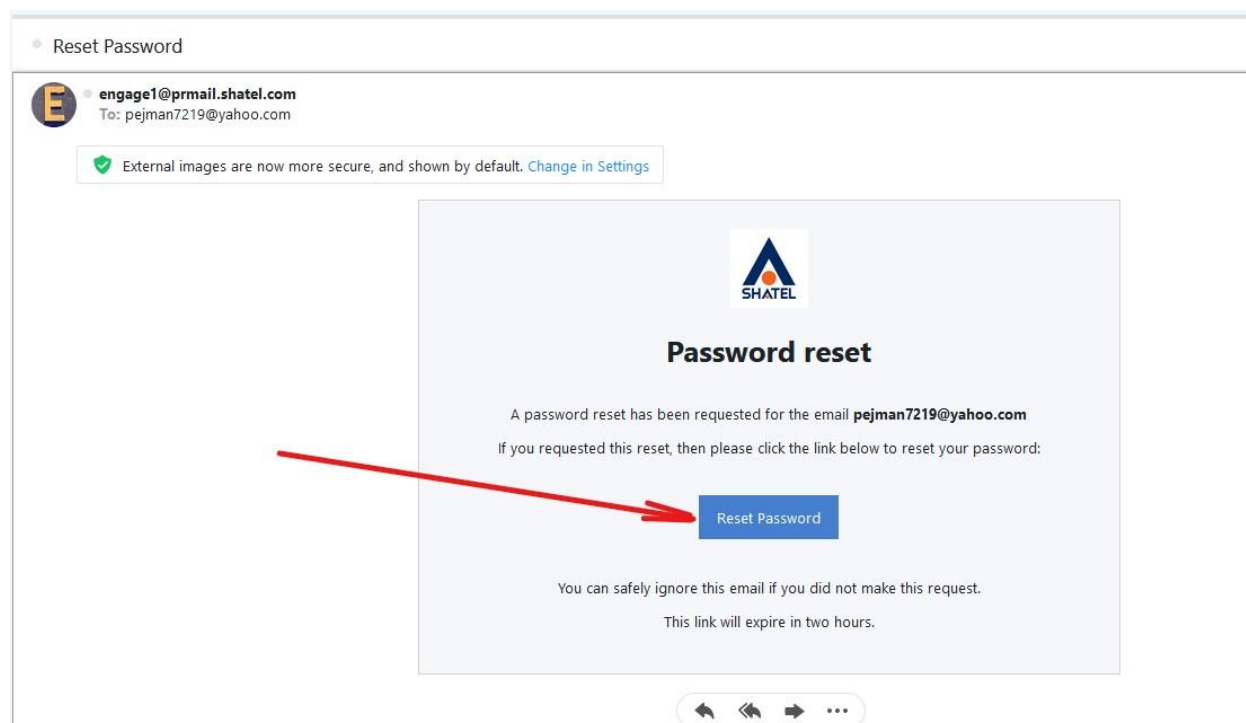 Reset Password
E
engage1@prmail.shatel.com
To: pejman7219@yahoo.com
External images are now more secure, and shown by default. Change in Settings
SHATEL
Password reset
A password reset has been requested for the email pejman7219@yahoo.com
If you requested this reset, then please click the link below to reset your password:
Reset Password
You can safely ignore this email if you did not make this request.
This link will expire in two hours.